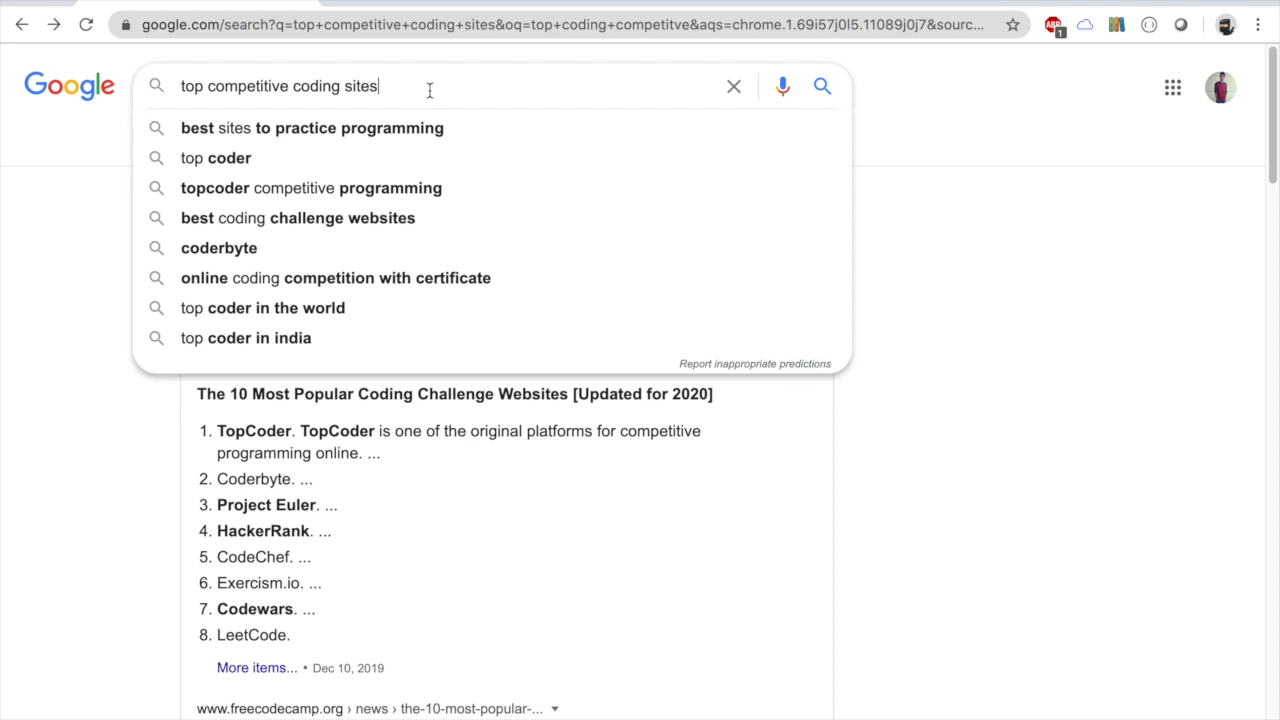 google.com/search?q=top+competitive+coding+sites&oq=top+coding+competitve&aqs=chrome.1.69i57j0l5.11089j0j7&sourc...
ABP
1
Google
top competitive coding sites
best sites to practice programming
top coder
topcoder competitive programming
best coding challenge websites
coderbyte
online coding competition with certificate
top coder in the world
top coder in india
Report inappropriate predictions
The 10 Most Popular Coding Challenge Websites [Updated for 2020]
1. TopCoder. TopCoder is one of the original platforms for competitive
programming online. ...
2. Coderbyte. ...
3. Project Euler. ...
4. HackerRank. ...
5. CodeChef. ...
6. Exercism.io. ...
7. Codewars. ...
8. LeetCode.
More items... • Dec 10, 2019
www.freecodecamp.org › news › the-10-most-popular-...